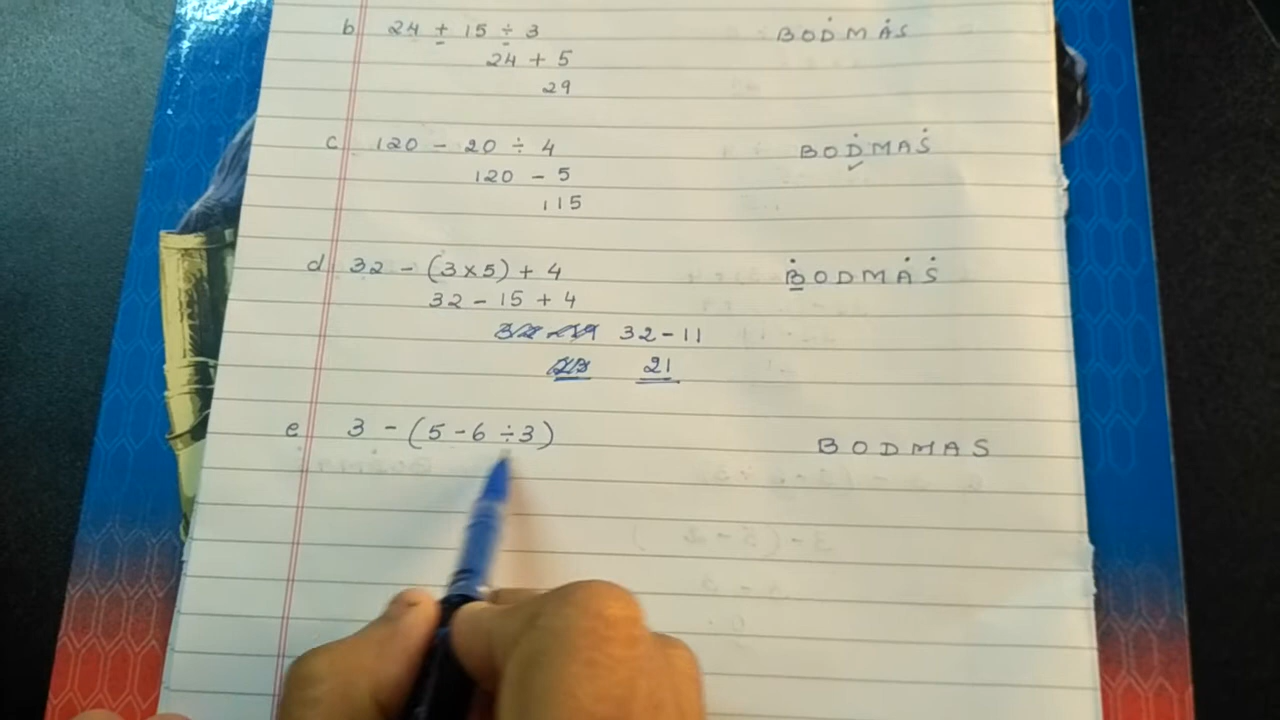 b 24 + 15 ÷ 3 BODMAS
24 + 5
29
c 120 - 20 ÷ 4 BODMAS
120 - 5
115
d 32 - (3×5) + 4 BODMAS
32 - 15 + 4
32 - 11
21
e 3 - (5 - 6 ÷ 3) BODMAS